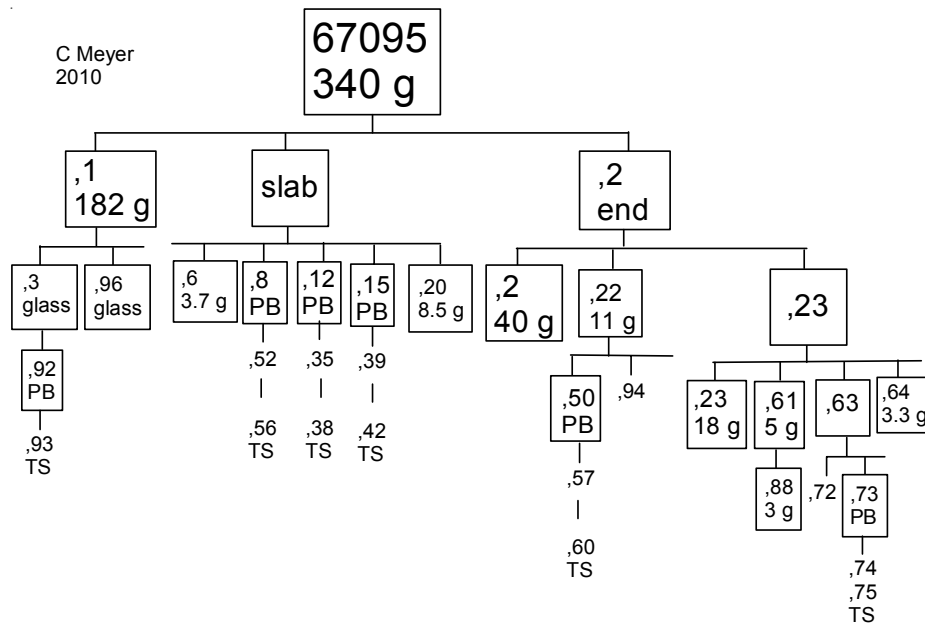 C Meyer
2010
67095
340 g
,1
182 g
slab
,2
end
,3
glass
,96
glass
,6
3.7 g
,8
PB
,12
PB
,15
PB
,20
8.5 g
,2
40 g
,22
11 g
,23
,92
PB
,93
TS
,52
,56
TS
,35
,38
TS
,39
,42
TS
,50
PB
,94
,57
,60
TS
,23
18 g
,61
5 g
,63
,64
3.3 g
,88
3 g
,72
,73
PB
,74
,75
TS